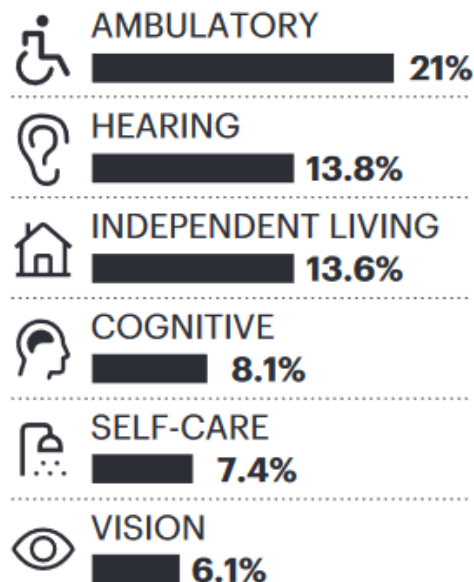 AMBULATORY
21%
HEARING
13.8%
INDEPENDENT LIVING
13.6%
COGNITIVE
8.1%
SELF-CARE
7.4%
VISION
6.1%